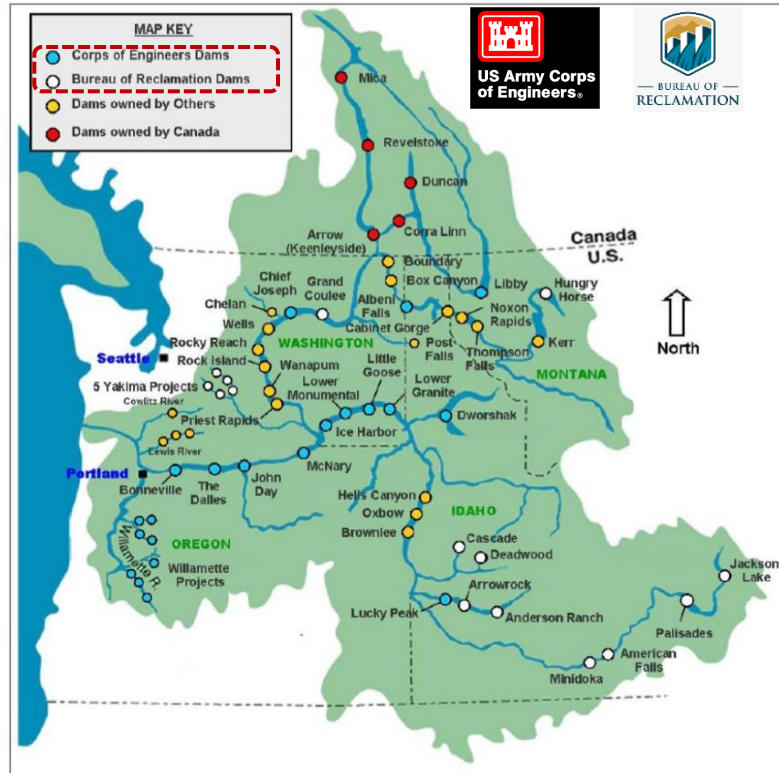 MAP KEY
Corps of Engineers Dams
Bureau of Reclamation Dams
Dams owned by Others
Dams owned by Canada
US Army Corps
of Engineers®
BUREAU OF
RECLAMATION
Mica
Revelstoke
Duncan
Arrow
(Keenleyside)
Corra Linn
Canada
U.S.
Boundary
Box Canyon
Chief
Joseph
Grand
Coulee
Albeni
Falls
Libby
Hungry
Horse
North
Chelan
Wells
Cabinet Gorge
Noxon
Rapids
Rocky Reach
WASHINGTON
Post
Falls
Thompson
Falls
Kerr
Seattle
Rock Island
MONTANA
5 Yakima Projects
Wanapum
Little
Goose
Cowlitz River
Priest Rapids
Lower
Monumental
Lower
Granite
Dworshak
Lewis River
Ice Harbor
Portland
McNary
Bonneville
The
Dalles
John
Day
Hells Canyon
Oxbow
IDAHO
Brownlee
OREGON
Willamette R.
Willamette
Projects
Cascade
Deadwood
Jackson
Lake
Arrowrock
Lucky Peak
Anderson Ranch
Palisades
American
Falls
Minidoka